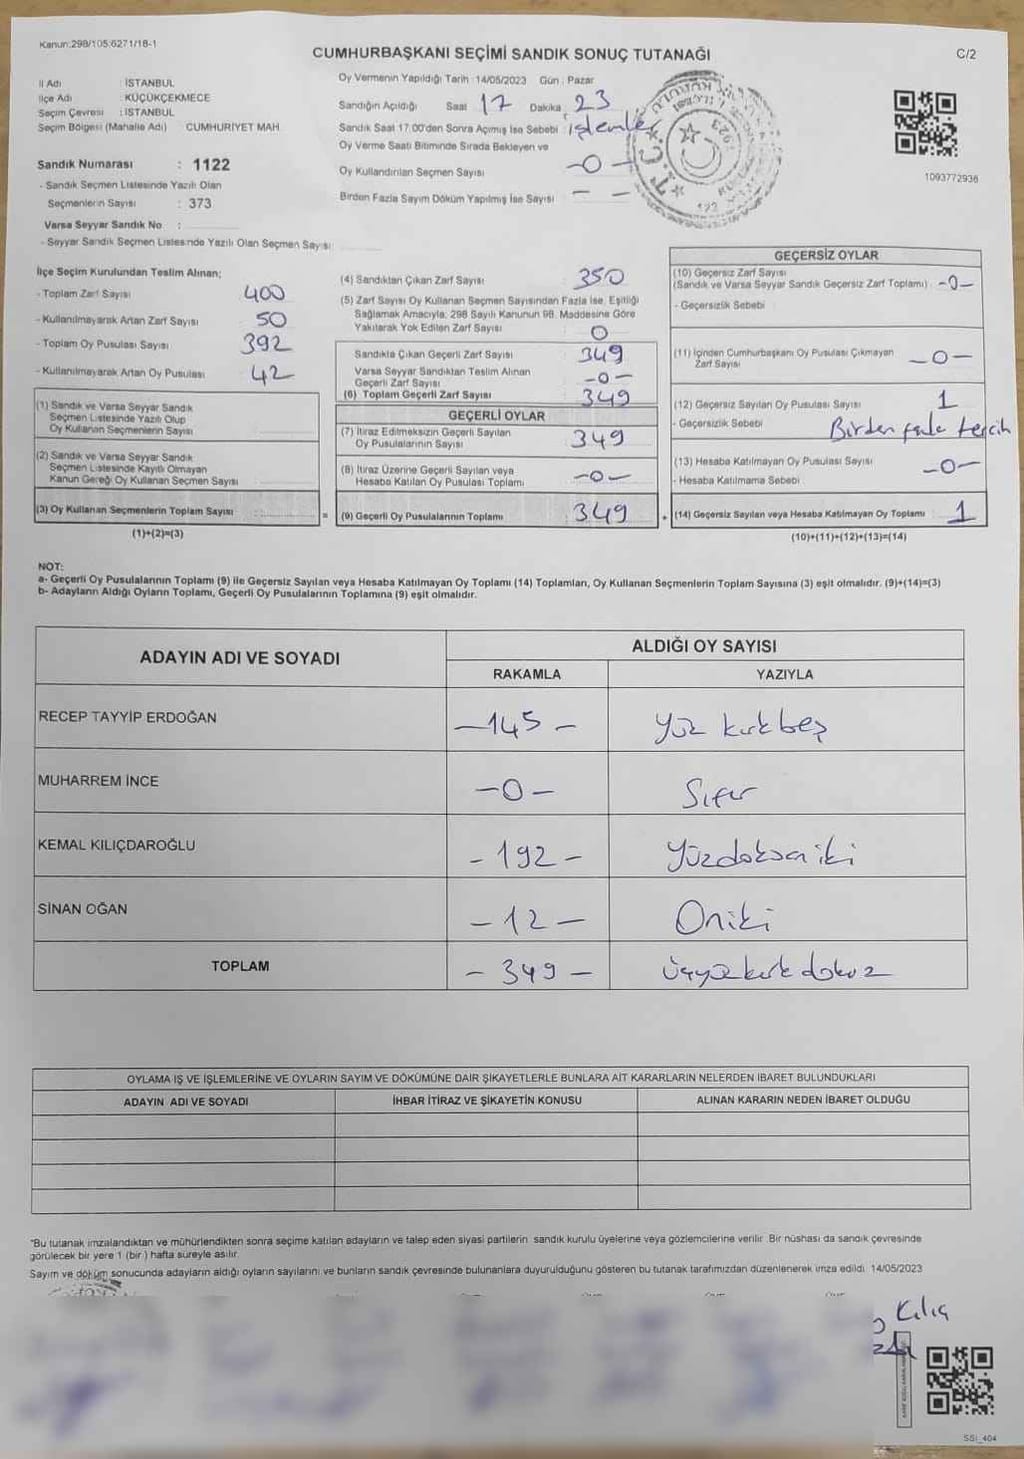 Kanun:298/105,6271/18-1
CUMHURBAŞKANI SEÇİMİ SANDIK SONUÇ TUTANAĞI
C/2
İl Adı : İSTANBUL
İlçe Adı : KÜÇÜKÇEKMECE
Seçim Çevresi : İSTANBUL
Seçim Bölgesi (Mahalle Adı) CUMHURİYET MAH.
Sandık Numarası : 1122
- Sandık Seçmen Listesinde Yazılı Olan
Seçmenlerin Sayısı : 373
Varsa Seyyar Sandık No :
- Seyyar Sandık Seçmen Listesinde Yazılı Olan Seçmen Sayısı:
Oy Vermenin Yapıldığı Tarih : 14/05/2023 Gün : Pazar
Sandığın Açıldığı Saat 17 Dakika : 23
Sandık Saat 17.00'den Sonra Açılmış İse Sebebi : işlemler
Oy Verme Saati Bitiminde Sırada Bekleyen ve
Oy Kullandırılan Seçmen Sayısı -0-
Birden Fazla Sayım Döküm Yapılmış İse Sayısı - -
T.C.
1093772936
İlçe Seçim Kurulundan Teslim Alınan;
- Toplam Zarf Sayısı 400
- Kullanılmayarak Artan Zarf Sayısı 50
- Toplam Oy Pusulası Sayısı 392
- Kullanılmayarak Artan Oy Pusulası 42
(1) Sandık ve Varsa Seyyar Sandık
Seçmen Listesinde Yazılı Olup
Oy Kullanan Seçmenlerin Sayısı
(2) Sandık ve Varsa Seyyar Sandık
Seçmen Listesinde Kayıtlı Olmayan
Kanun Gereği Oy Kullanan Seçmen Sayısı
(3) Oy Kullanan Seçmenlerin Toplam Sayısı =
(1)+(2)=(3)
(4) Sandıktan Çıkan Zarf Sayısı : 350
(5) Zarf Sayısı Oy Kullanan Seçmen Sayısından Fazla İse, Eşitliği
Sağlamak Amacıyla; 298 Sayılı Kanunun 98. Maddesine Göre
Yakılarak Yok Edilen Zarf Sayısı : 0
Sandıkta Çıkan Geçerli Zarf Sayısı : 349
Varsa Seyyar Sandıktan Teslim Alınan
Geçerli Zarf Sayısı -0-
(6) Toplam Geçerli Zarf Sayısı : 349
GEÇERLİ OYLAR
(7) İtiraz Edilmeksizin Geçerli Sayılan
Oy Pusulalarının Sayısı : 349
(8) İtiraz Üzerine Geçerli Sayılan veya
Hesaba Katılan Oy Pusulası Toplamı -0-
(9) Geçerli Oy Pusulalarının Toplamı : 349 +
GEÇERSİZ OYLAR
(10) Geçersiz Zarf Sayısı
(Sandık ve Varsa Seyyar Sandık Geçersiz Zarf Toplamı) : -0-
- Geçersizlik Sebebi
(11) İçinden Cumhurbaşkanı Oy Pusulası Çıkmayan
Zarf Sayısı -0-
(12) Geçersiz Sayılan Oy Pusulası Sayısı : 1
- Geçersizlik Sebebi : Birden fazla tercih
(13) Hesaba Katılmayan Oy Pusulası Sayısı : -0-
- Hesaba Katılmama Sebebi
(14) Geçersiz Sayılan veya Hesaba Katılmayan Oy Toplamı : 1
(10)+(11)+(12)+(13)=(14)
NOT:
a- Geçerli Oy Pusulalarının Toplamı (9) ile Geçersiz Sayılan veya Hesaba Katılmayan Oy Toplamı (14) Toplamları, Oy Kullanan Seçmenlerin Toplam Sayısına (3) eşit olmalıdır. (9)+(14)=(3)
b- Adayların Aldığı Oyların Toplamı, Geçerli Oy Pusulalarının Toplamına (9) eşit olmalıdır.
ADAYIN ADI VE SOYADI
ALDIĞI OY SAYISI
RAKAMLA YAZIYLA
RECEP TAYYİP ERDOĞAN -145- Yüz kırkbeş
MUHARREM İNCE -0- Sıfır
KEMAL KILIÇDAROĞLU -192- Yüzdoksaniki
SİNAN OĞAN -12- Oniki
TOPLAM -349- üçyüzkırkdokuz
OYLAMA İŞ VE İŞLEMLERİNE VE OYLARIN SAYIM VE DÖKÜMÜNE DAİR ŞİKAYETLERLE BUNLARA AİT KARARLARIN NELERDEN İBARET BULUNDUKLARI
ADAYIN ADI VE SOYADI İHBAR İTİRAZ VE ŞİKAYETİN KONUSU ALINAN KARARIN NEDEN İBARET OLDUĞU
*Bu tutanak imzalandıktan ve mühürlendikten sonra seçime katılan adayların ve talep eden siyasi partilerin sandık kurulu üyelerine veya gözlemcilerine verilir. Bir nüshası da sandık çevresinde
görülecek bir yere 1 (bir ) hafta süreyle asılır.
Sayım ve döküm sonucunda adayların aldığı oyların sayılarını ve bunların sandık çevresinde bulunanlara duyurulduğunu gösteren bu tutanak tarafımızdan düzenlenerek imza edildi. 14/05/2023
Kılıç
SSI_404